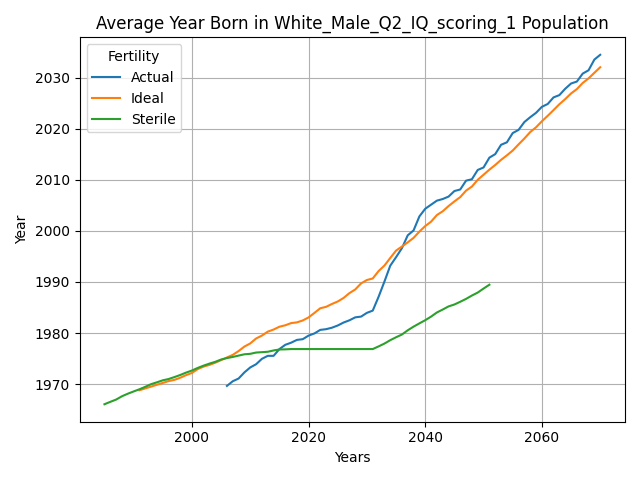 Average Year Born in White_Male_Q2_IQ_scoring_1 Population
Fertility
Actual
Ideal
Sterile
Year
2030
2020
2010
2000
1990
1980
1970
2000 2020 2040 2060
Years